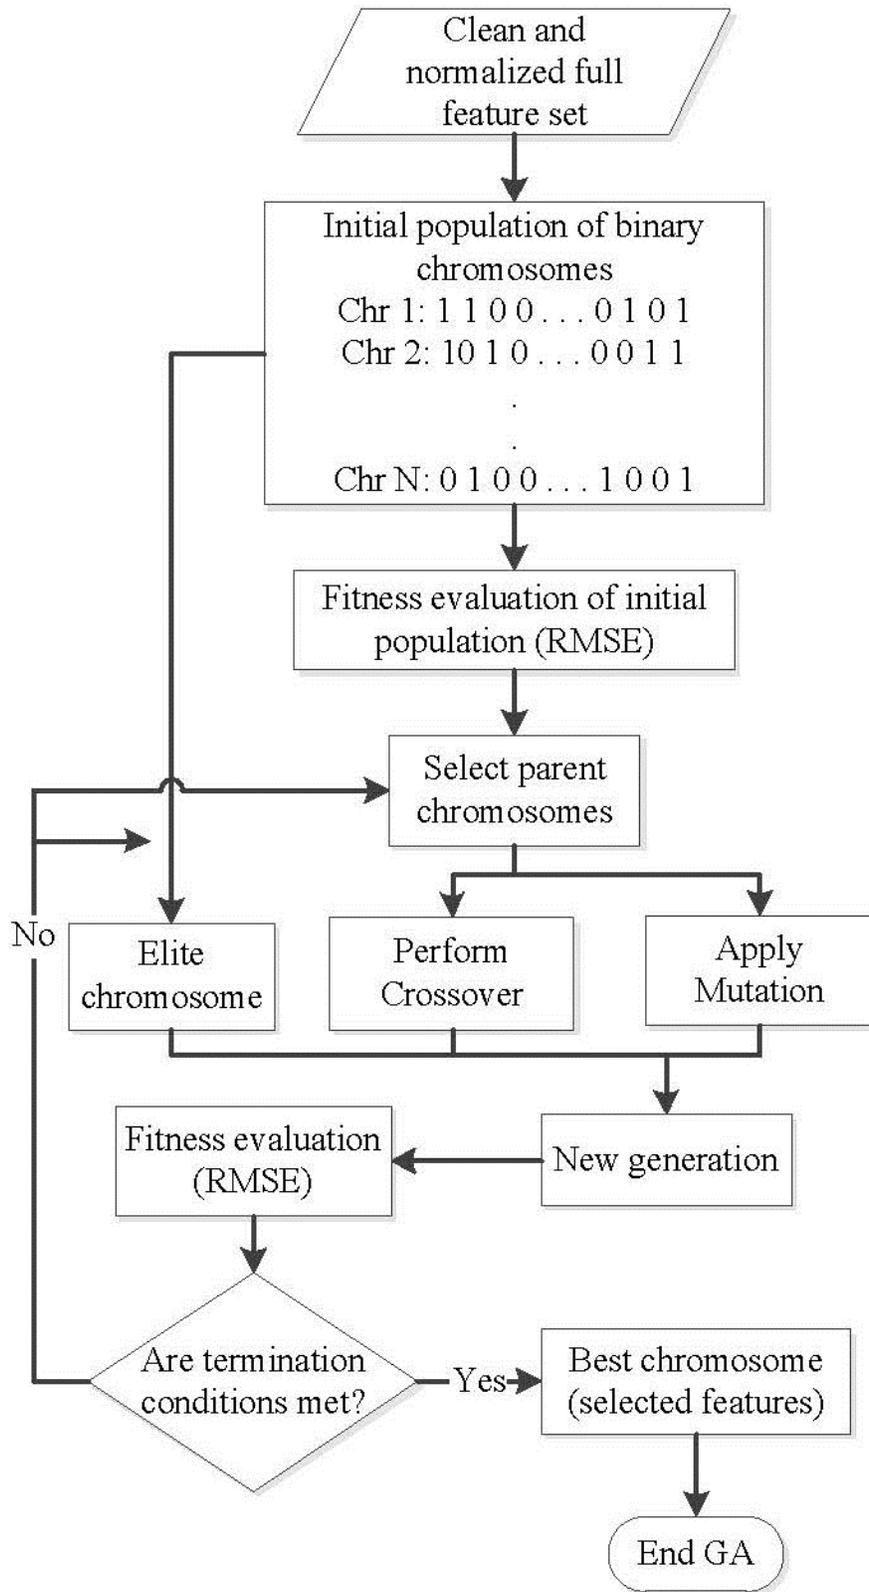 Clean and
normalized full
feature set
Initial population of binary
chromosomes
Chr 1: 1 1 0 0 . . . 0 1 0 1
Chr 2: 10 1 0 . . . 0 0 1 1
.
.
Chr N: 0 1 0 0 . . . 1 0 0 1
Fitness evaluation of initial
population (RMSE)
Select parent
chromosomes
No
Elite
chromosome
Perform
Crossover
Apply
Mutation
Fitness evaluation
(RMSE)
New generation
Are termination
conditions met?
Yes
Best chromosome
(selected features)
End GA